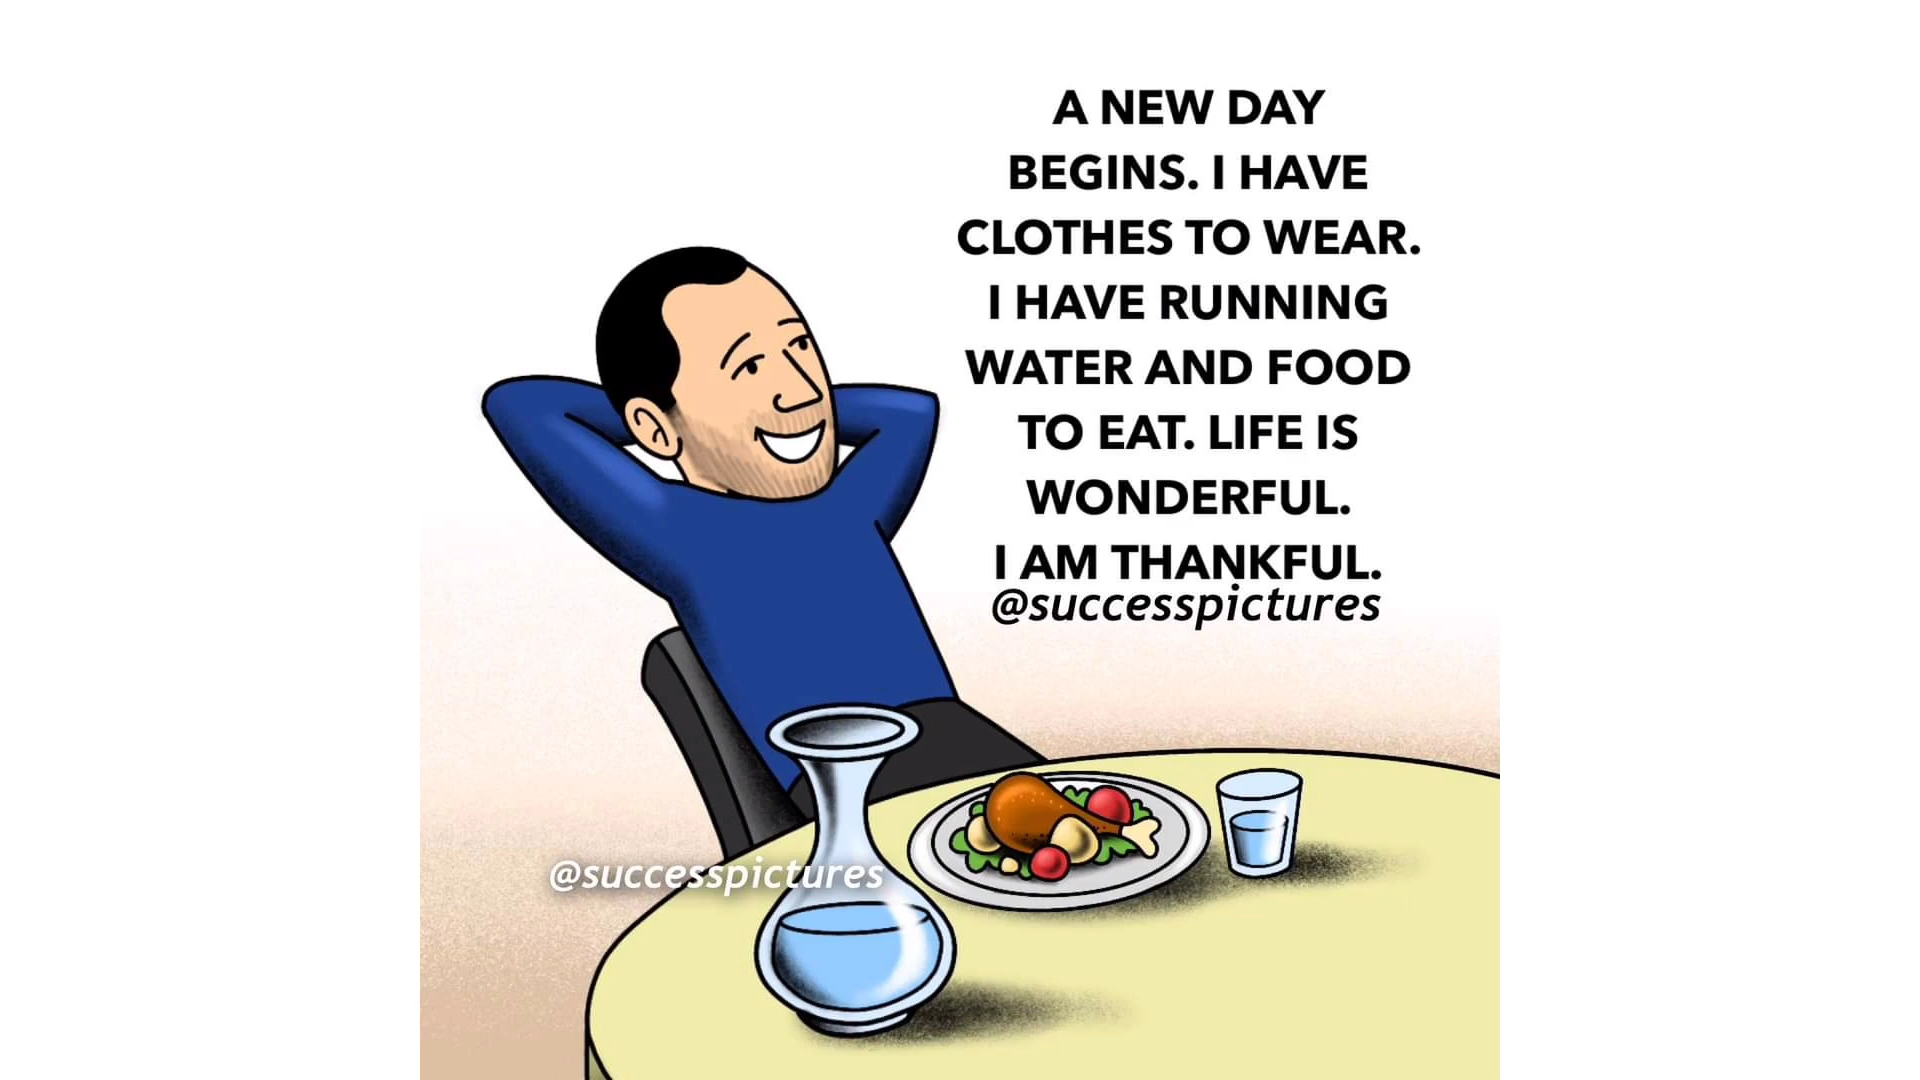 A NEW DAY
BEGINS. I HAVE
CLOTHES TO WEAR.
I HAVE RUNNING
WATER AND FOOD
TO EAT. LIFE IS
WONDERFUL.
I AM THANKFUL.
@successpictures
@successpictures